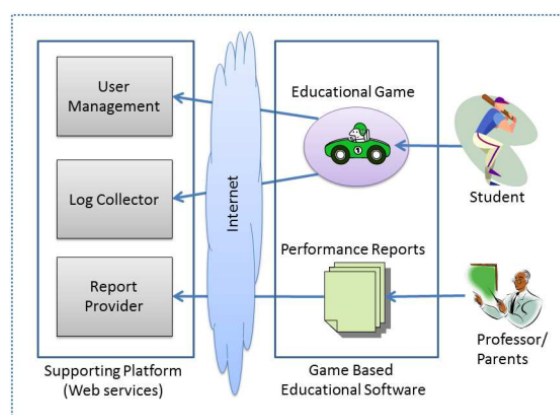 User
Management
Log Collector
Report
Provider
Supporting Platform
(Web services)
Internet
Educational Game
1
Performance Reports
Game Based
Educational Software
Student
Professor/
Parents